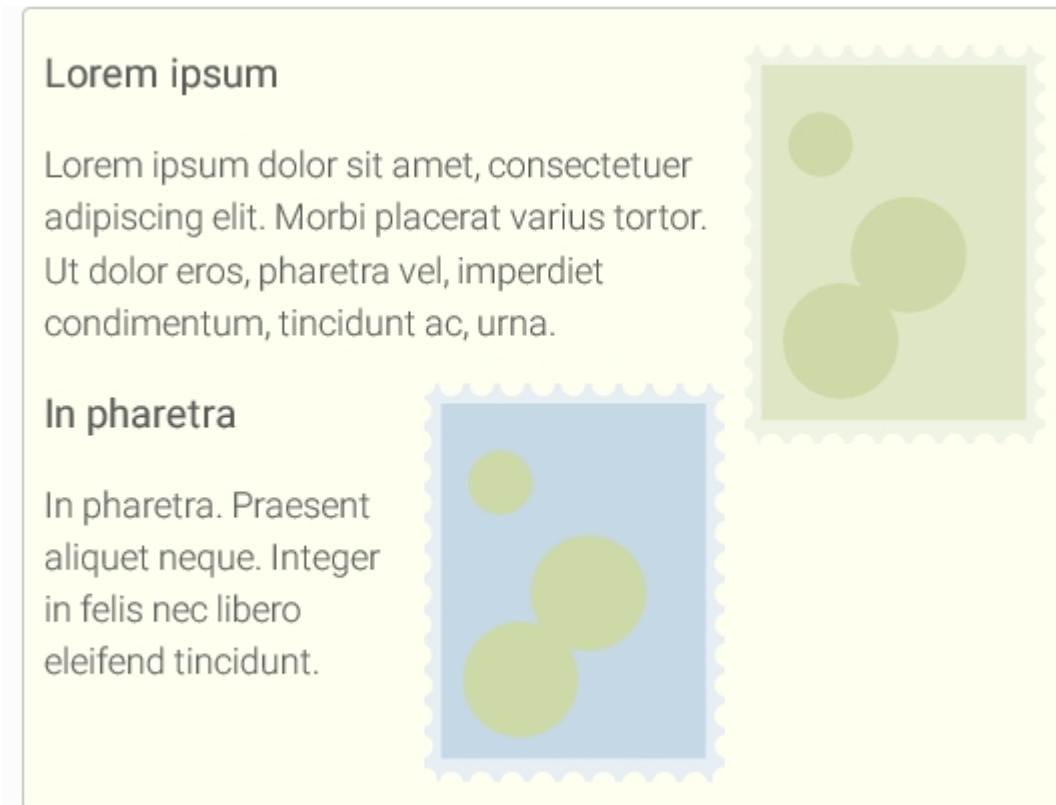 Lorem ipsum
Lorem ipsum dolor sit amet, consectetuer
adipiscing elit. Morbi placerat varius tortor.
Ut dolor eros, pharetra vel, imperdiet
condimentum, tincidunt ac, urna.
In pharetra
In pharetra. Praesent
aliquet neque. Integer
in felis nec libero
eleifend tincidunt.